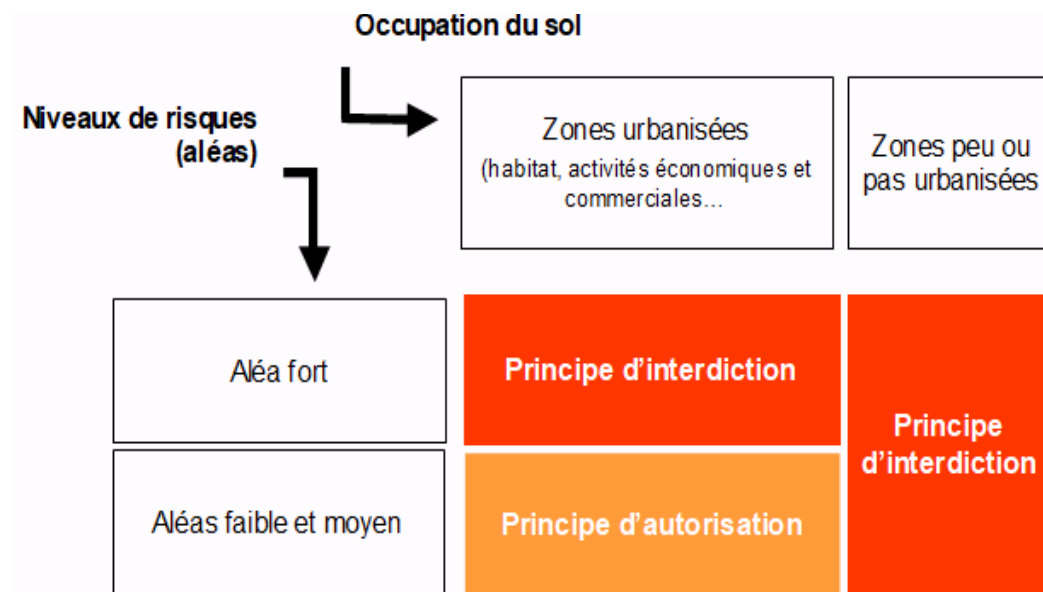 Occupation du sol
Niveaux de risques
(aléas)
Zones urbanisées
(habitat, activités économiques et
commerciales...
Zones peu ou
pas urbanisées
Aléa fort
Principe d’interdiction
Principe
d’interdiction
Aléas faible et moyen
Principe d’autorisation